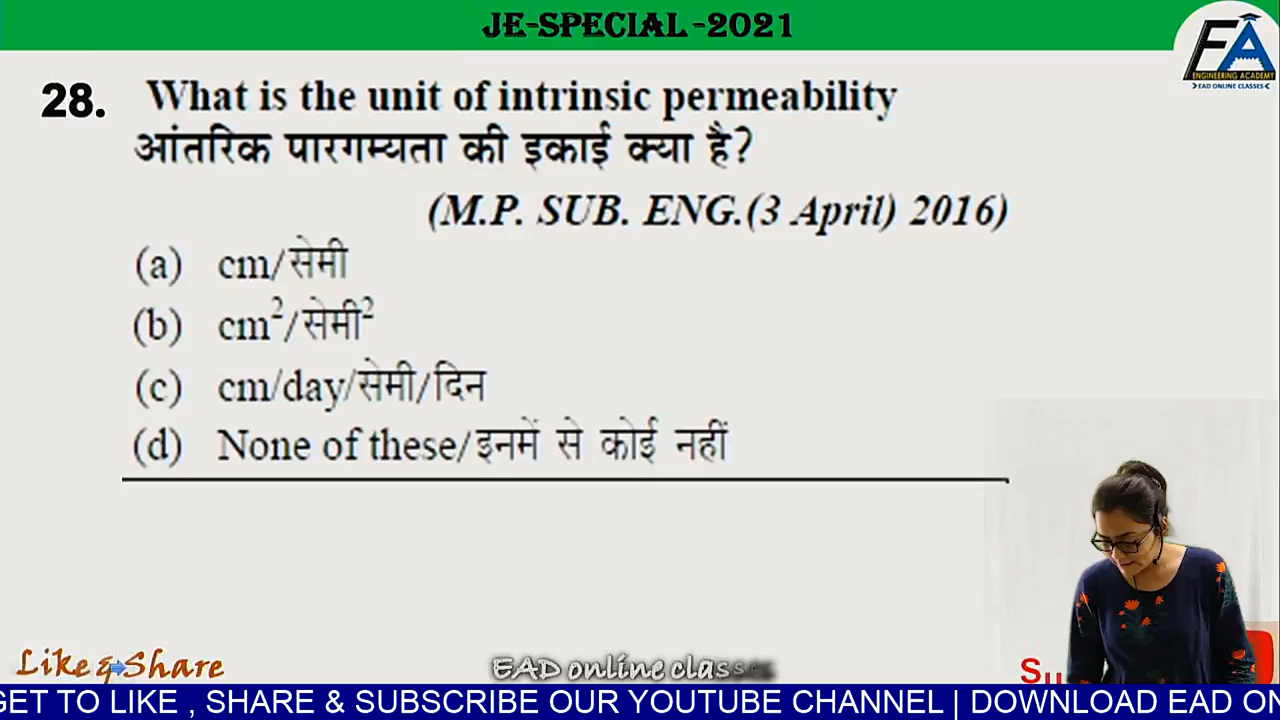 JE-SPECIAL-2021
EA
ENGINEERING ACADEMY
EAD ONLINE CLASSES
28. What is the unit of intrinsic permeability
आंतरिक पारगम्यता की इकाई क्या है?
(M.P. SUB. ENG.(3 April) 2016)
(a) cm/सेमी
(b) cm²/सेमी²
(c) cm/day/सेमी/दिन
(d) None of these/इनमें से कोई नहीं
Like & Share
EAD online classes
Su
GET TO LIKE , SHARE & SUBSCRIBE OUR YOUTUBE CHANNEL | DOWNLOAD EAD ON